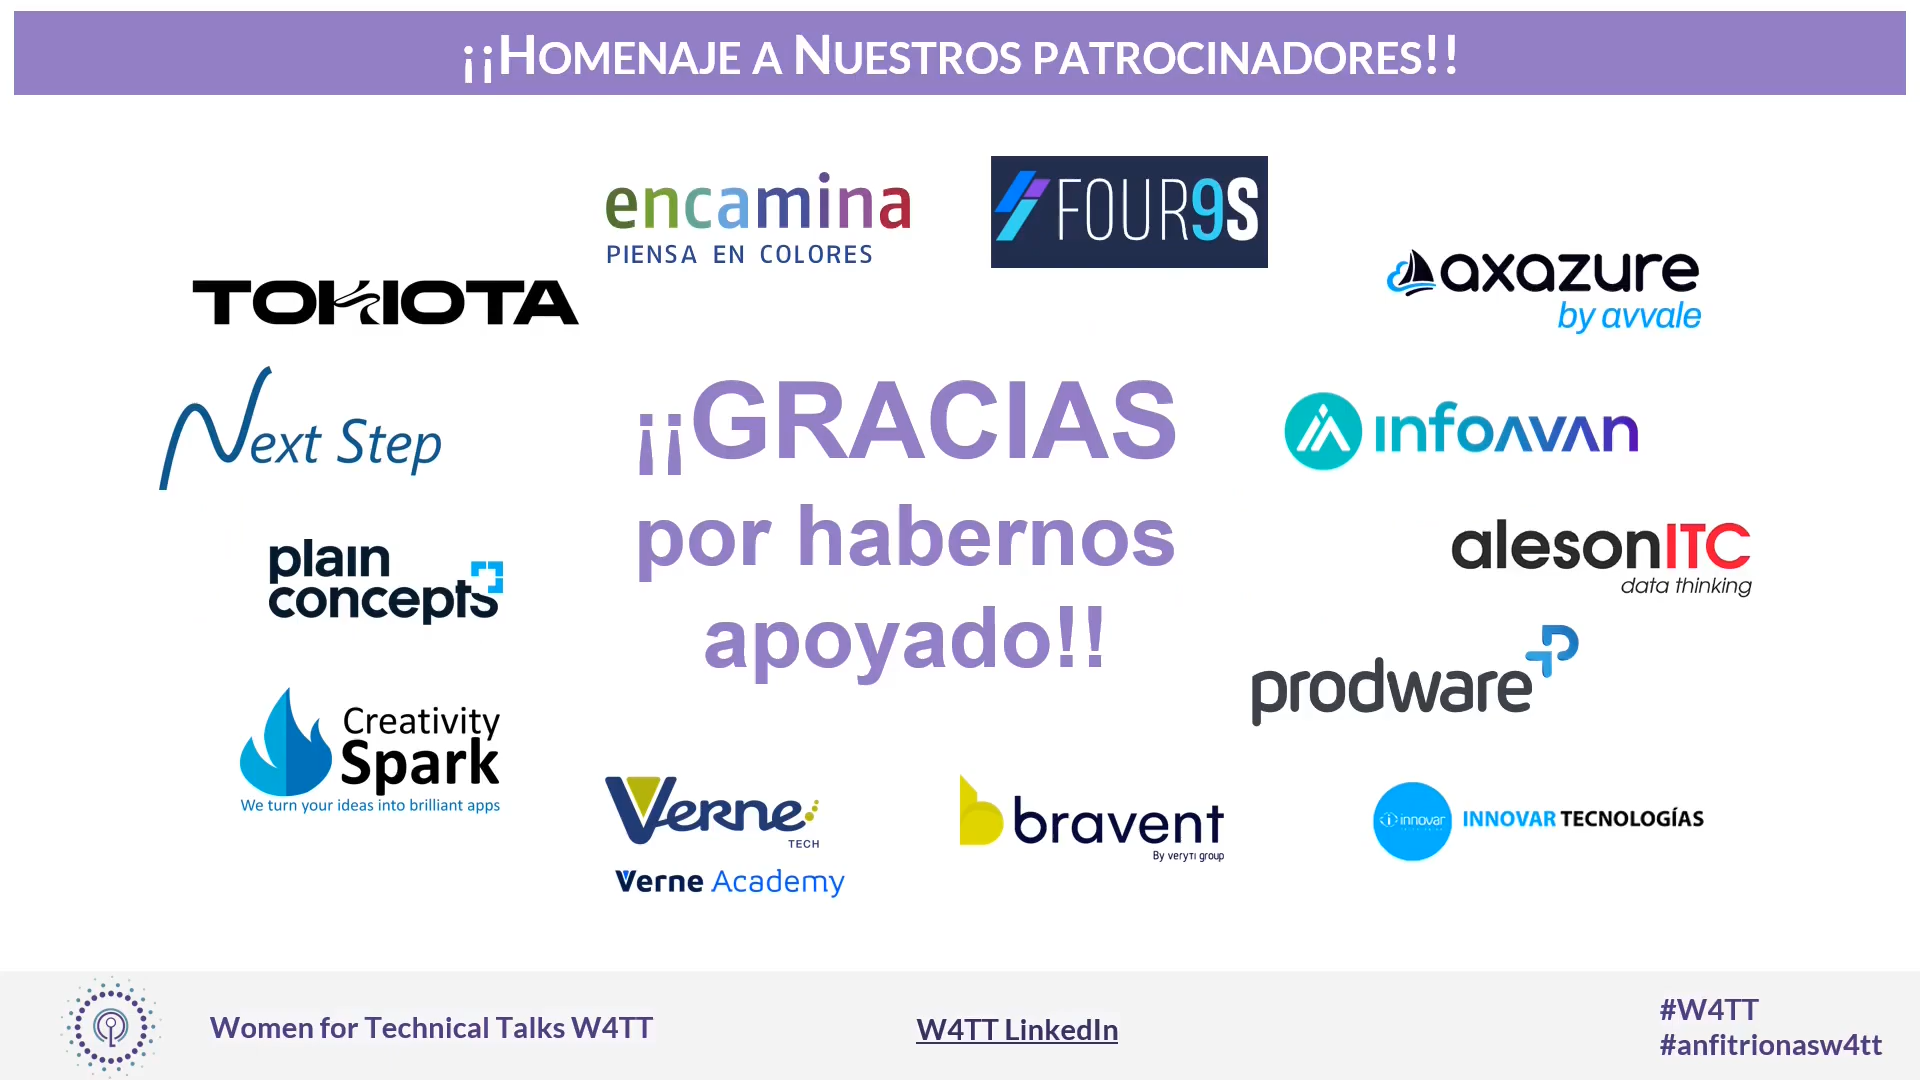 ¡¡HOMENAJE A NUESTROS PATROCINADORES!!
encamina
PIENSA EN COLORES
FOUR9S
TOKIOTA
axazure
by avvale
Next Step
¡¡GRACIAS
por habernos
apoyado!!
infoavan
plain
concepts
alesonITC
data thinking
prodware
Creativity
Spark
We turn your ideas into brilliant apps
Verne
TECH
Verne Academy
bravent
By veryti group
innovar
INNOVAR TECNOLOGÍAS
Women for Technical Talks W4TT
W4TT LinkedIn
#W4TT
#anfitrionasw4tt